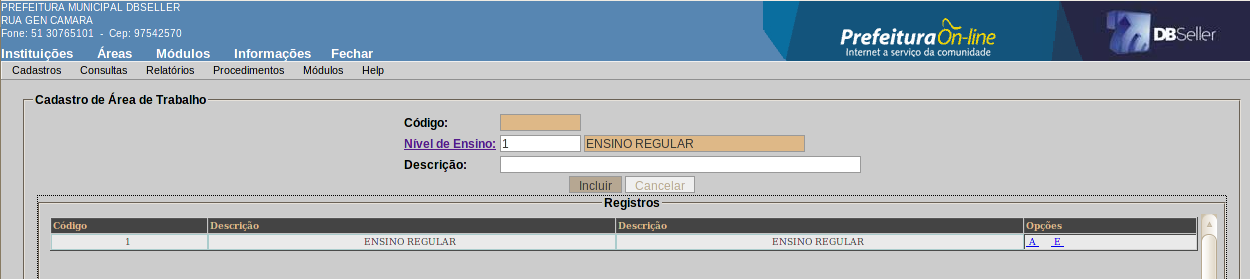 PREFEITURA MUNICIPAL DBSELLER
RUA GEN CAMARA
Fone: 51 30765101 - Cep: 97542570
PrefeituraOn-line
Internet a serviço da comunidade
DBSeller
Instituições Áreas Módulos Informações Fechar
Cadastros Consultas Relatórios Procedimentos Módulos Help
Cadastro de Área de Trabalho
Código:
Nível de Ensino: 1 ENSINO REGULAR
Descrição:
Incluir Cancelar
Registros
Código Descrição Descrição Opções
1 ENSINO REGULAR ENSINO REGULAR A E